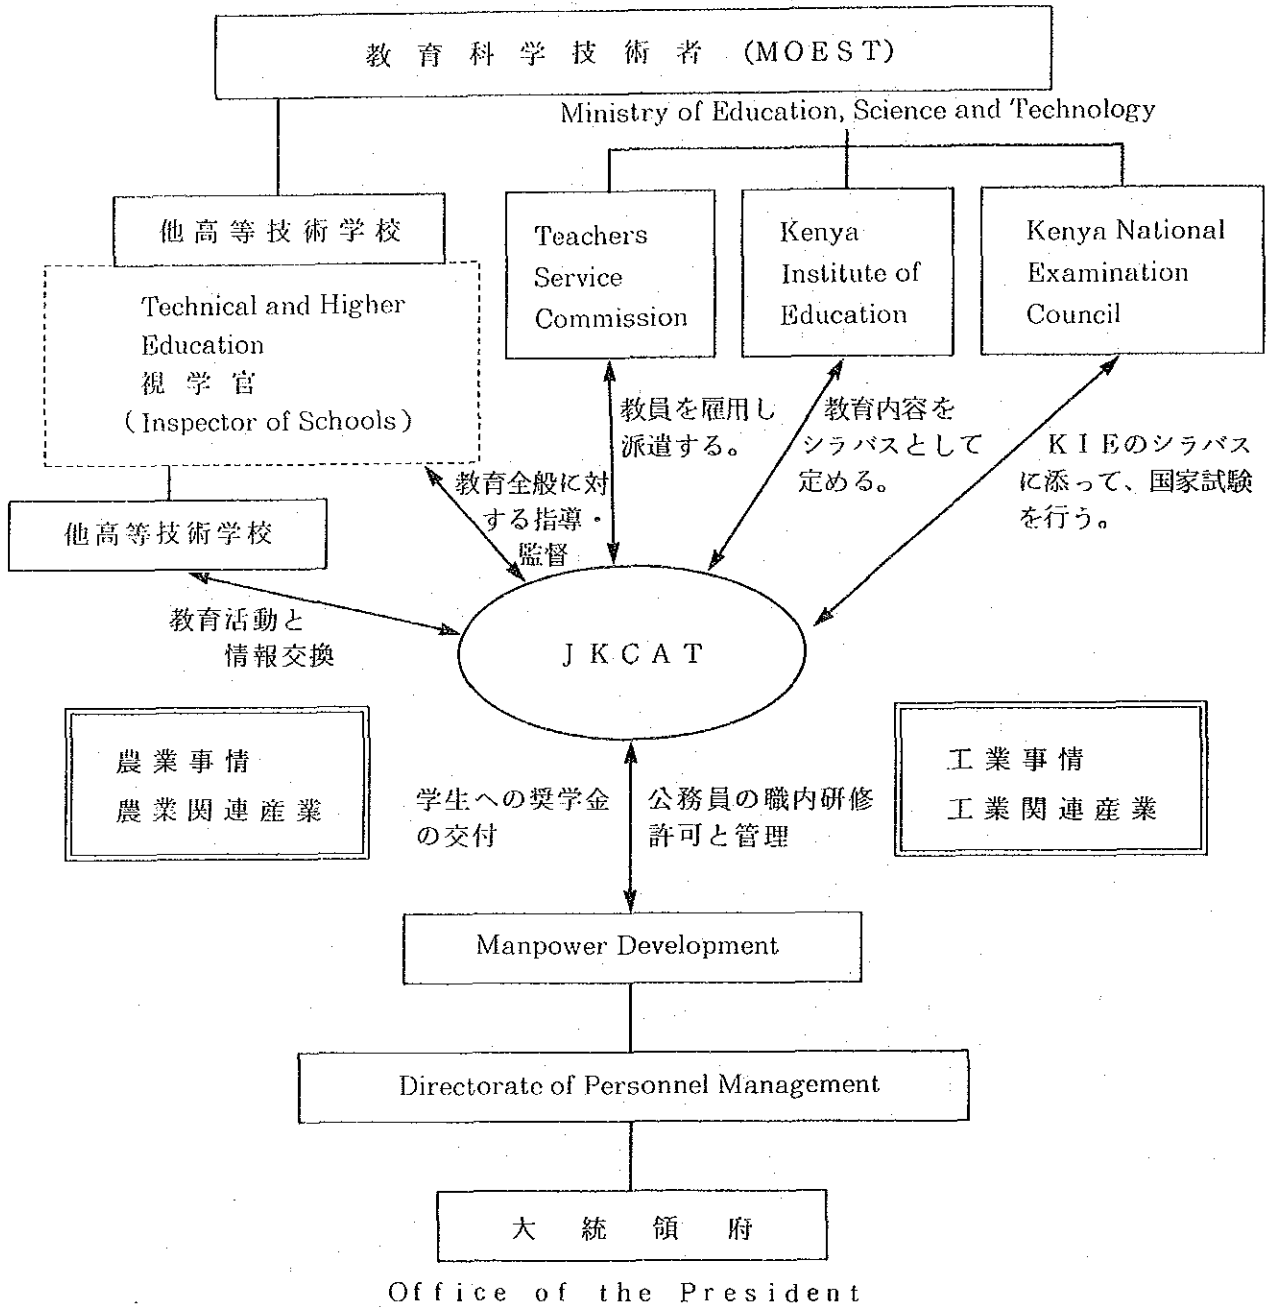 教育科学技術者 (MOEST)
Ministry of Education, Science and Technology
他高等技術学校
Technical and Higher
Education
視学官
(Inspector of Schools)
Teachers
Service
Commission
Kenya
Institute of
Education
Kenya National
Examination
Council
教員を雇用し
派遣する。
教育内容を
シラバスとして
定める。
KIEのシラバス
に添って、国家試験
を行う。
教育全般に対
する指導・
監督
他高等技術学校
教育活動と
情報交換
JKCAT
農業事情
農業関連産業
学生への奨学金
の交付
公務員の職内研修
許可と管理
工業事情
工業関連産業
Manpower Development
Directorate of Personnel Management
大統領府
Office of the President